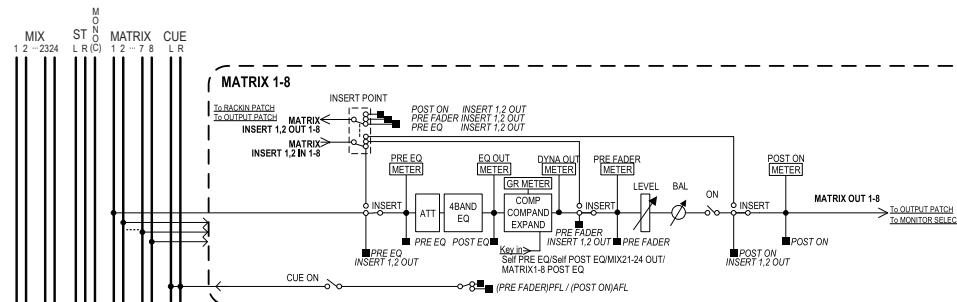 MIX
ST
MONO(C)
MATRIX
CUE
1 2 ··· 2324
L R
1 2 ··· 7 8
L R
MATRIX 1-8
INSERT POINT
To RACKIN PATCH
To OUTPUT PATCH
MATRIX
INSERT 1,2 OUT 1-8
POST ON INSERT 1,2 OUT
PRE FADER INSERT 1,2 OUT
PRE EQ INSERT 1,2 OUT
MATRIX
INSERT 1,2 IN 1-8
PRE EQ
METER
EQ OUT
METER
DYNA OUT
METER
PRE FADER
METER
POST ON
METER
GR METER
LEVEL
BAL
ON
INSERT
ATT
4BAND
EQ
COMP
COMPAND
EXPAND
INSERT
INSERT
MATRIX OUT 1-8
To OUTPUT PATCH
To MONITOR SELEC
PRE EQ
INSERT 1,2 OUT
PRE EQ
POST EQ
Key in
Self PRE EQ/Self POST EQ/MIX21-24 OUT/
MATRIX1-8 POST EQ
PRE FADER
INSERT 1,2 OUT
PRE FADER
POST ON
INSERT 1,2 OUT
POST ON
CUE ON
(PRE FADER)PFL / (POST ON)AFL